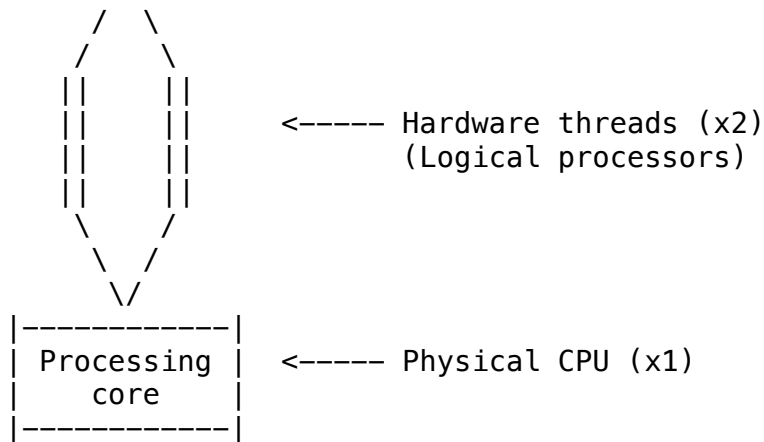 <----- Hardware threads (x2)
(Logical processors)
Processing <----- Physical CPU (x1)
core